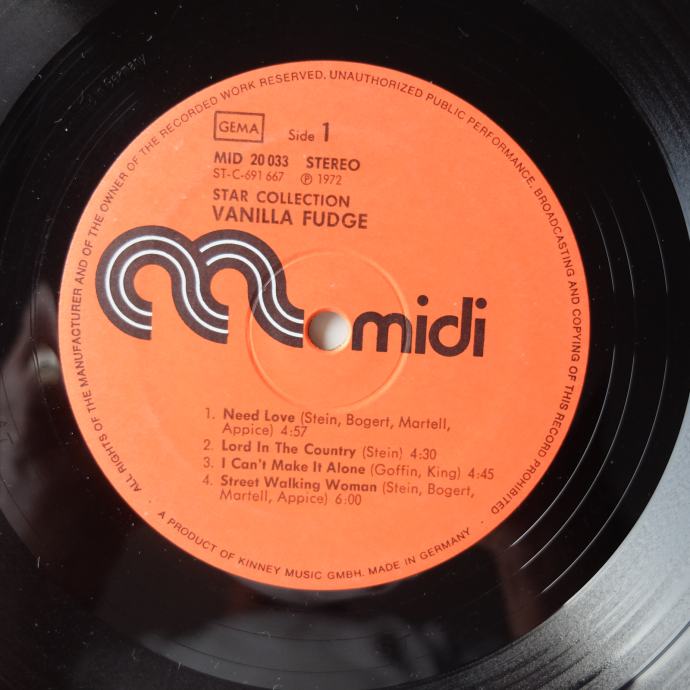 ALL RIGHTS OF THE MANUFACTURER AND OF THE OWNER OF THE RECORDED WORK RESERVED. UNAUTHORIZED PUBLIC PERFORMANCE, BROADCASTING AND COPYING OF THIS RECORD PROHIBITED
GEMA Side 1
MID 20 033 STEREO
ST-C-691 667 ℗ 1972
STAR COLLECTION
VANILLA FUDGE
midi
1. Need Love (Stein, Bogert, Martell,
Appice) 4:57
2. Lord In The Country (Stein) 4:30
3. I Can't Make It Alone (Goffin, King) 4:45
4. Street Walking Woman (Stein, Bogert,
Martell, Appice) 6:00
· A PRODUCT OF KINNEY MUSIC GMBH. MADE IN GERMANY ·